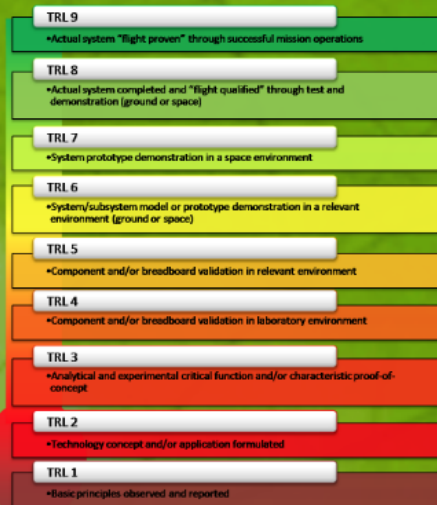 TRL 9
•Actual system “flight proven” through successful mission operations
TRL 8
•Actual system completed and “flight qualified” through test and
demonstration (ground or space)
TRL 7
•System prototype demonstration in a space environment
TRL 6
•System/subsystem model or prototype demonstration in a relevant
environment (ground or space)
TRL 5
•Component and/or breadboard validation in relevant environment
TRL 4
•Component and/or breadboard validation in laboratory environment
TRL 3
•Analytical and experimental critical function and/or characteristic proof-of-
concept
TRL 2
•Technology concept and/or application formulated
TRL 1
•Basic principles observed and reported